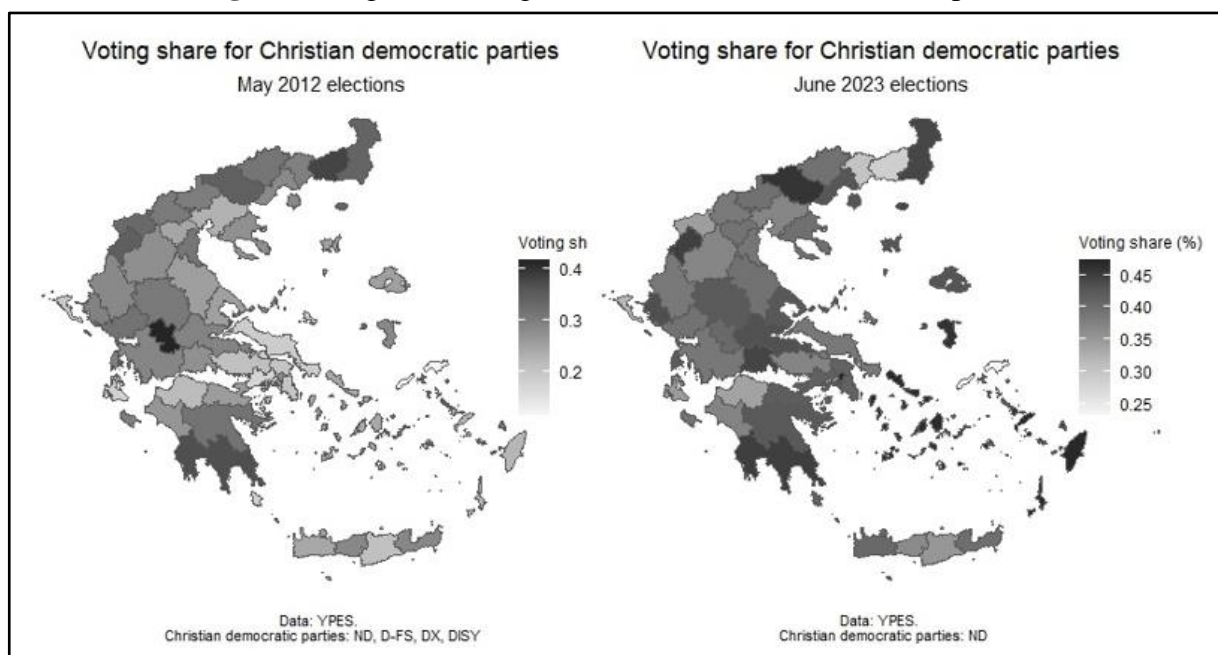 Voting share for Christian democratic parties
May 2012 elections
Voting sh
0.4
0.3
0.2
Data: YPES.
Christian democratic parties: ND, D-FS, DX, DISY
Voting share for Christian democratic parties
June 2023 elections
Voting share (%)
0.45
0.40
0.35
0.30
0.25
Data: YPES.
Christian democratic parties: ND